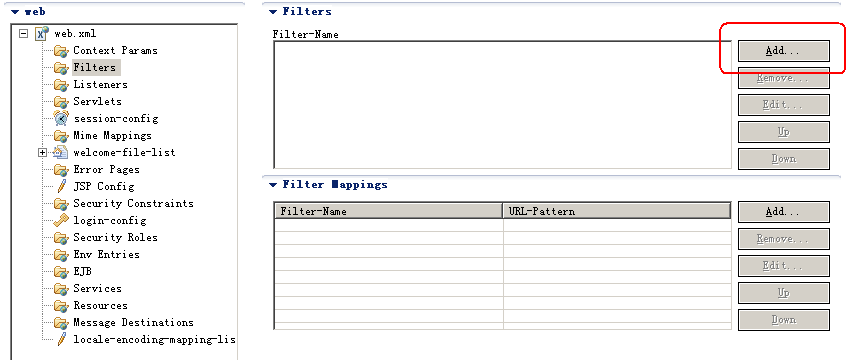 web
web.xml
Context Params
Filters
Listeners
Servlets
session-config
Mime Mappings
welcome-file-list
Error Pages
JSP Config
Security Constraints
login-config
Security Roles
Env Entries
EJB
Services
Resources
Message Destinations
locale-encoding-mapping-lis
Filters
Filter-Name
Add...
Remove...
Edit...
Up
Down
Filter Mappings
Filter-Name URL-Pattern
Add...
Remove...
Edit...
Up
Down